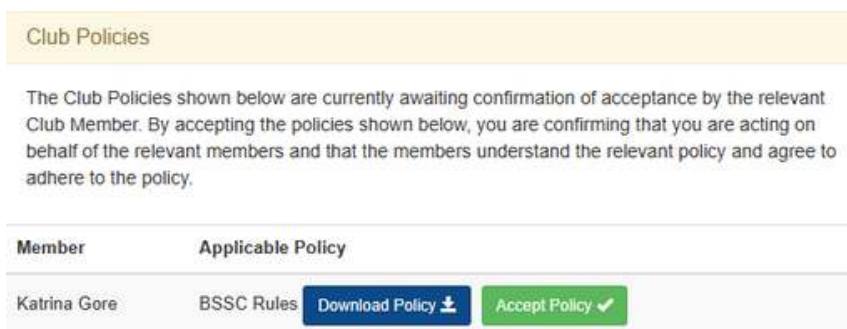 Club Policies
The Club Policies shown below are currently awaiting confirmation of acceptance by the relevant
Club Member. By accepting the policies shown below, you are confirming that you are acting on
behalf of the relevant members and that the members understand the relevant policy and agree to
adhere to the policy.
Member Applicable Policy
Katrina Gore BSSC Rules Download Policy Accept Policy